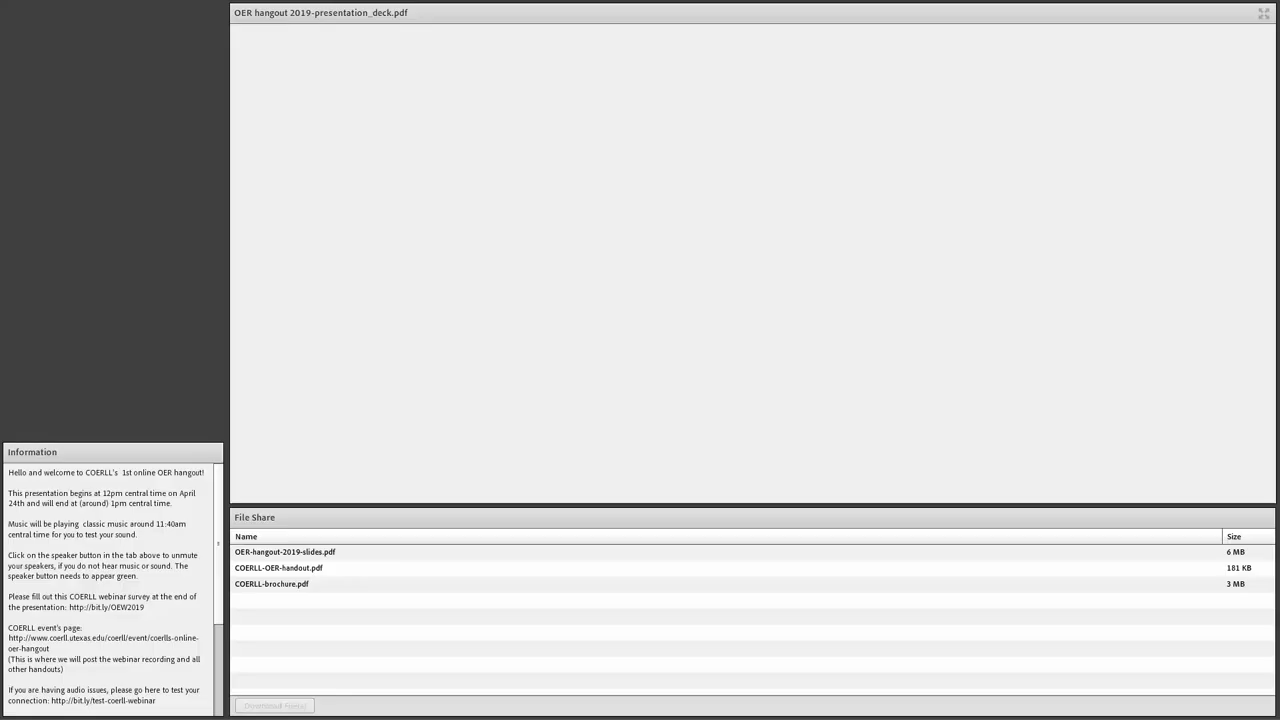 OER hangout 2019-presentation_deck.pdf
Information
Hello and welcome to COERLL's 1st online OER hangout!
This presentation begins at 12pm central time on April
24th and will end at (around) 1pm central time.
Music will be playing classic music around 11:40am
central time for you to test your sound.
Click on the speaker button in the tab above to unmute
your speakers, if you do not hear music or sound. The
speaker button needs to appear green.
Please fill out this COERLL webinar survey at the end of
the presentation: http://bit.ly/OEW2019
COERLL event's page:
http://www.coerll.utexas.edu/coerll/event/coerlls-online-
oer-hangout
(This is where we will post the webinar recording and all
other handouts)
If you are having audio issues, please go here to test your
connection: http://bit.ly/test-coerll-webinar
File Share
Name Size
OER-hangout-2019-slides.pdf 6 MB
COERLL-OER-handout.pdf 181 KB
COERLL-brochure.pdf 3 MB
Download File(s)